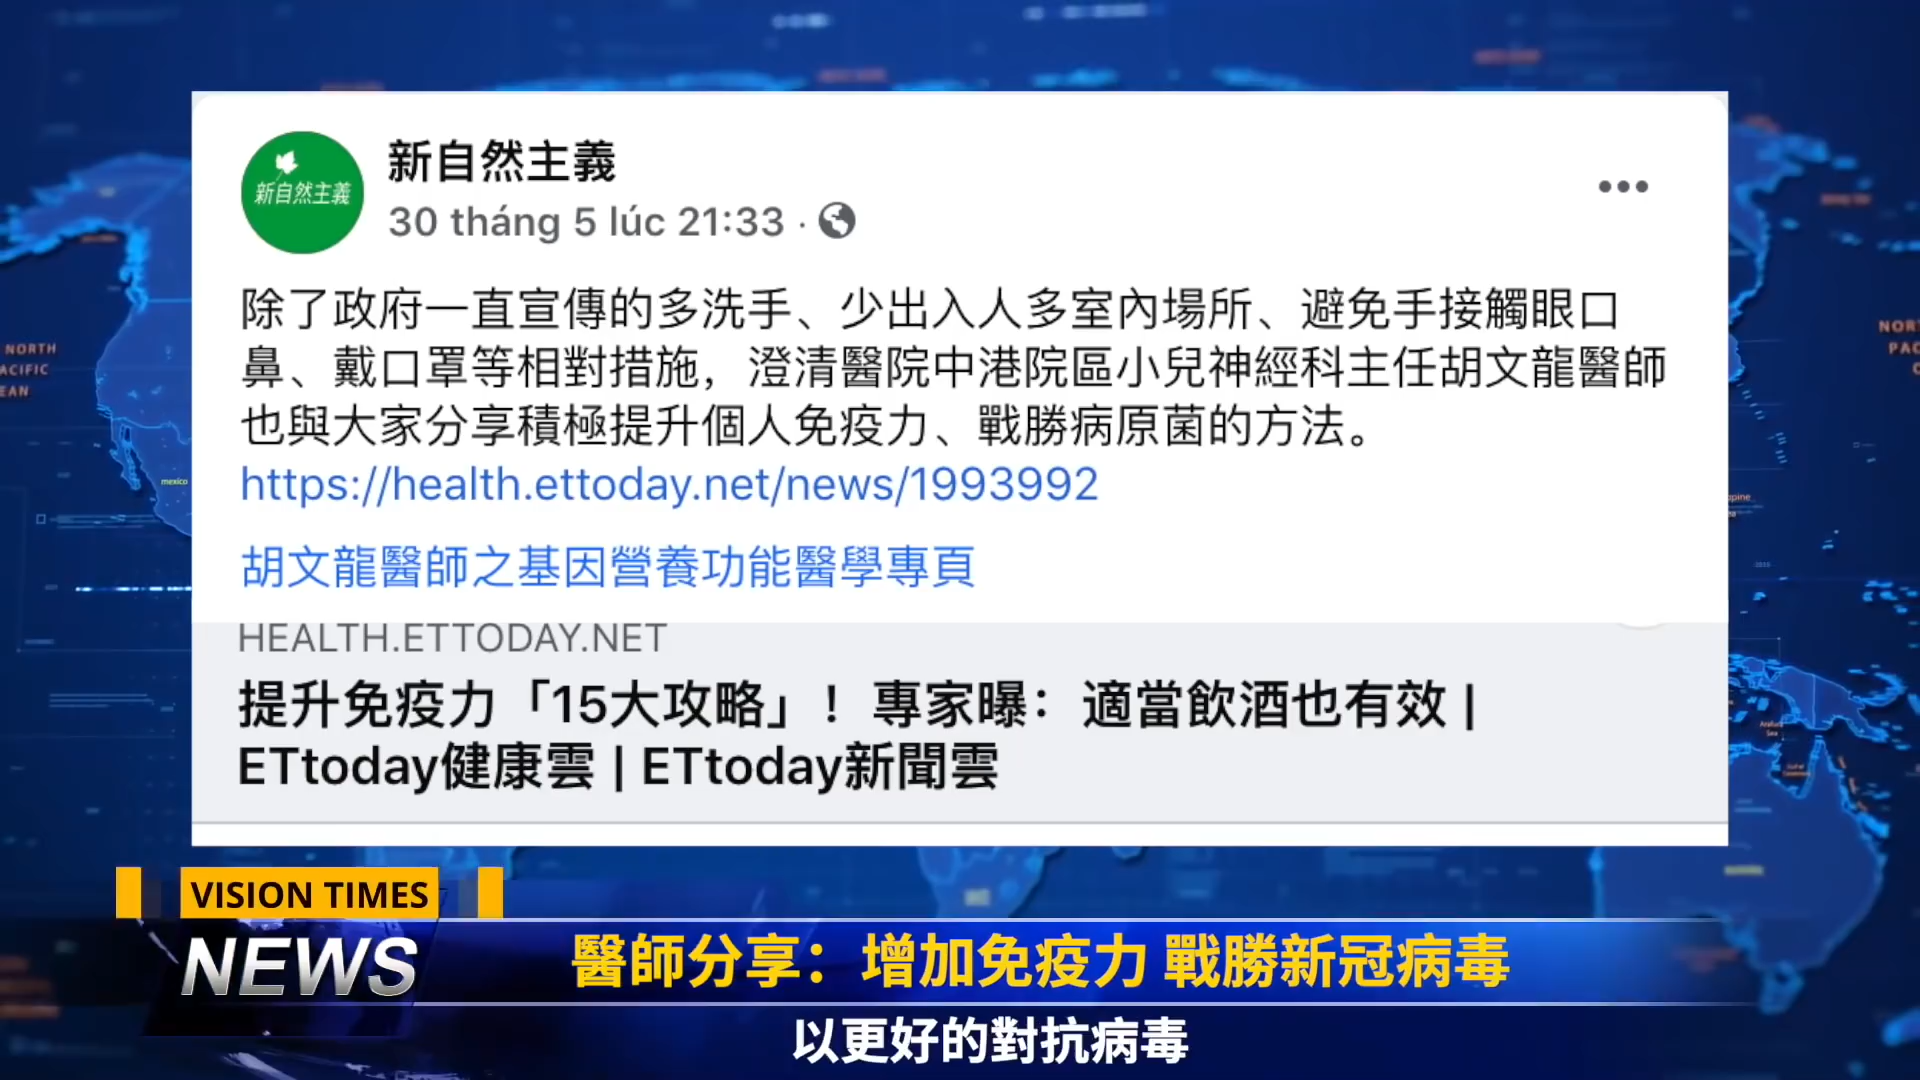 新自然主義
新自然主義
30 tháng 5 lúc 21:33 ·
除了政府一直宣傳的多洗手、少出入人多室內場所、避免手接觸眼口
鼻、戴口罩等相對措施，澄清醫院中港院區小兒神經科主任胡文龍醫師
也與大家分享積極提升個人免疫力、戰勝病原菌的方法。
https://health.ettoday.net/news/1993992
胡文龍醫師之基因營養功能醫學專頁
HEALTH.ETTODAY.NET
提升免疫力「15大攻略」！專家曝：適當飲酒也有效 |
ETtoday健康雲 | ETtoday新聞雲
NORTH
mexico
VISION TIMES
NEWS
醫師分享：增加免疫力 戰勝新冠病毒
以更好的對抗病毒